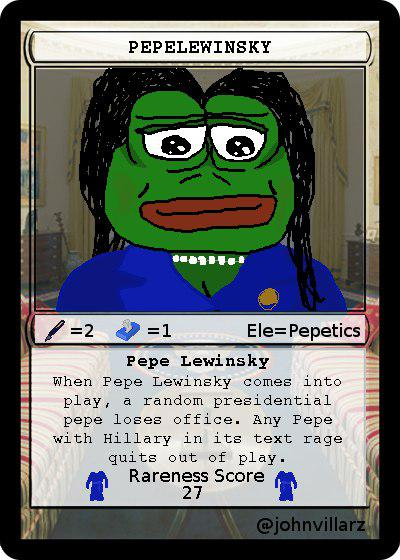 PEPELEWINSKY
=2 =1 Ele=Pepetics
Pepe Lewinsky
When Pepe Lewinsky comes into
play, a random presidential
pepe loses office. Any Pepe
with Hillary in its text rage
quits out of play.
Rareness Score
27
@johnvillarz